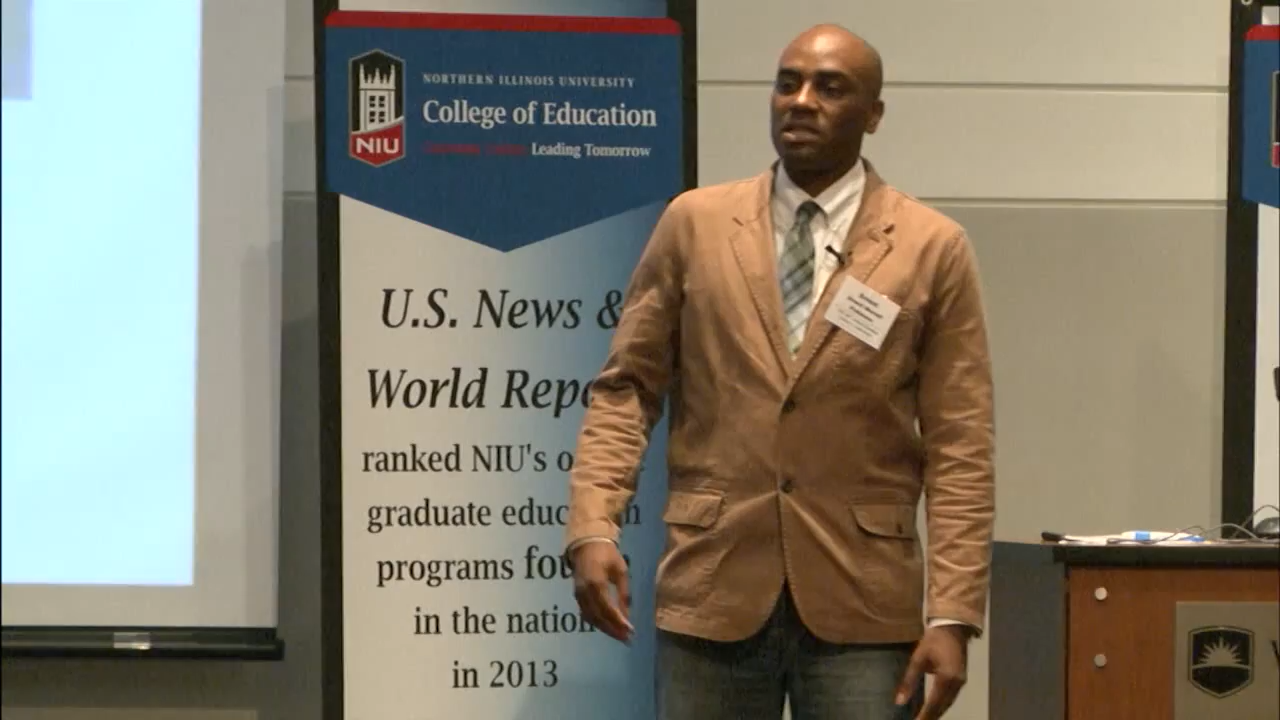 NORTHERN ILLINOIS UNIVERSITY
College of Education
Leading Tomorrow
NIU
U.S. News &
World Repo
ranked NIU's o
graduate educ h
programs fou
in the nation
in 2013